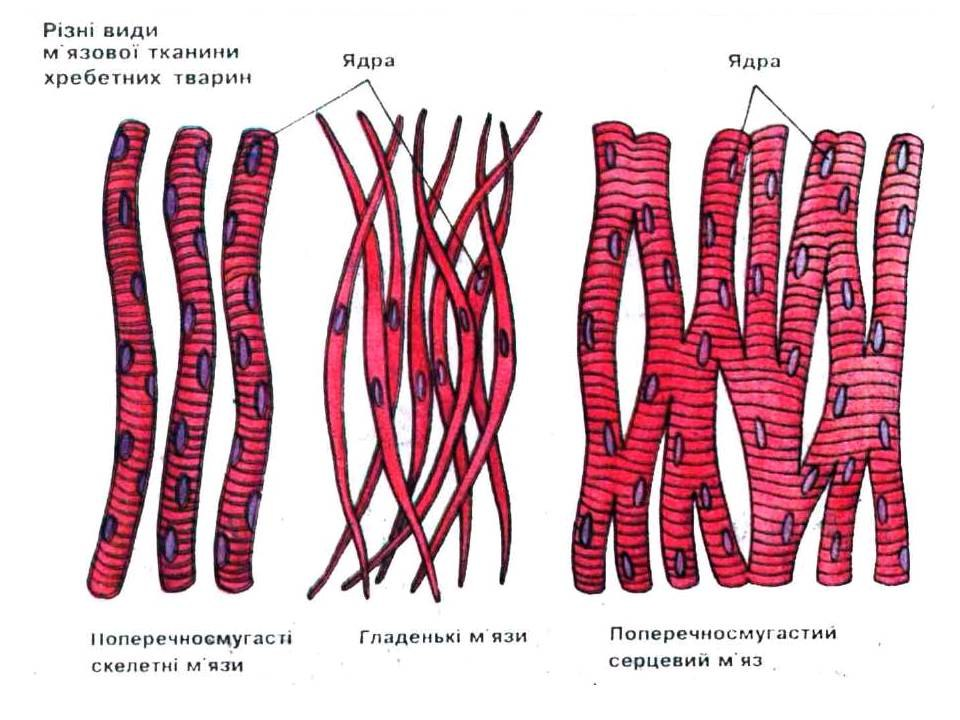 Різні види
м'язової тканини
хребетних тварин
Ядра
Ядра
Поперечносмугасті
скелетні м'язи
Гладенькі м'язи
Поперечносмугастий
серцевий м'яз